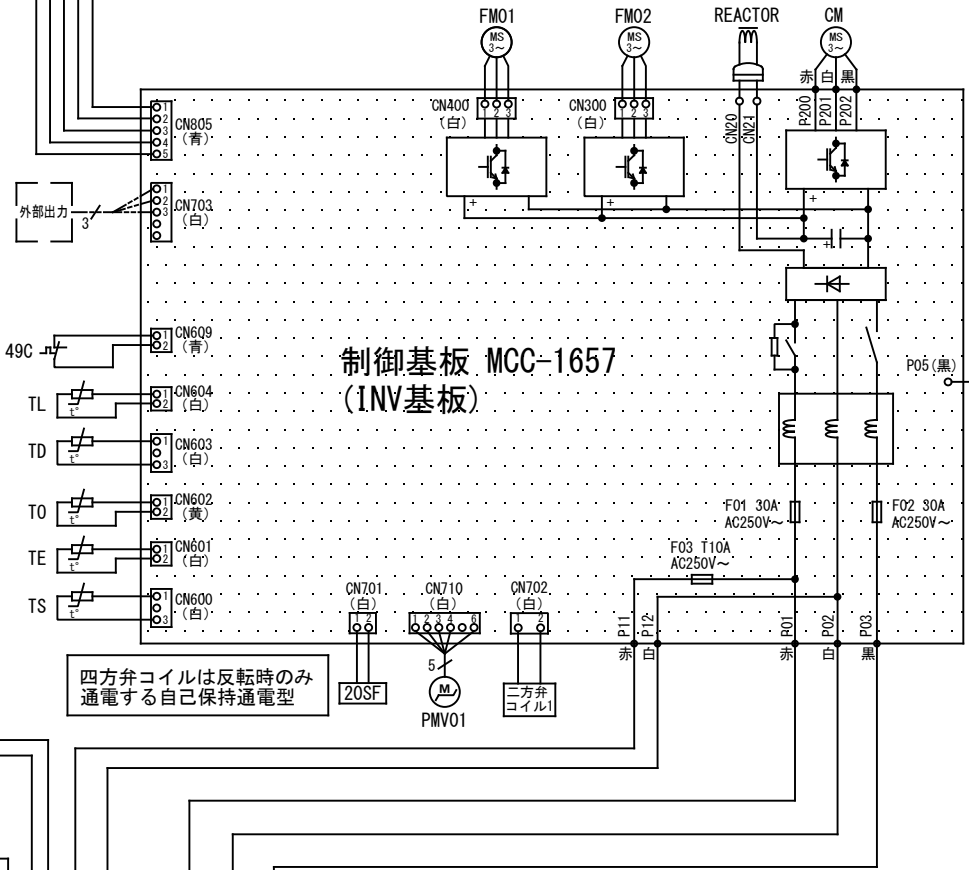 FM01
FM02
REACTOR
CM
MS
3~
MS
3~
MS
3~
赤
白
黒
CN400
(白)
1 2 3
CN300
(白)
1 2 3
CN20
CN21
P200
P201
P202
1
2
3
4
5
CN805
(青)
外部出力
3
1
2
3
CN703
(白)
+
+
+
+
49C
1
2
CN609
(青)
制御基板 MCC-1657
(INV基板)
P05(黒)
TL
t°
1
2
CN604
(白)
TD
t°
1
3
CN603
(白)
TO
t°
1
2
CN602
(黄)
F01 30A
AC250V~
F02 30A
AC250V~
TE
t°
1
2
CN601
(白)
F03 T10A
AC250V~
TS
t°
1
3
CN600
(白)
CN701
(白)
1 2
CN710
(白)
1 2 3 4 6
CN702
(白)
1 2
P11
P12
P01
P02
P03
赤
白
赤
白
黒
四方弁コイルは反転時のみ
通電する自己保持通電型
20SF
5
M
PMV01
二方弁
コイル1